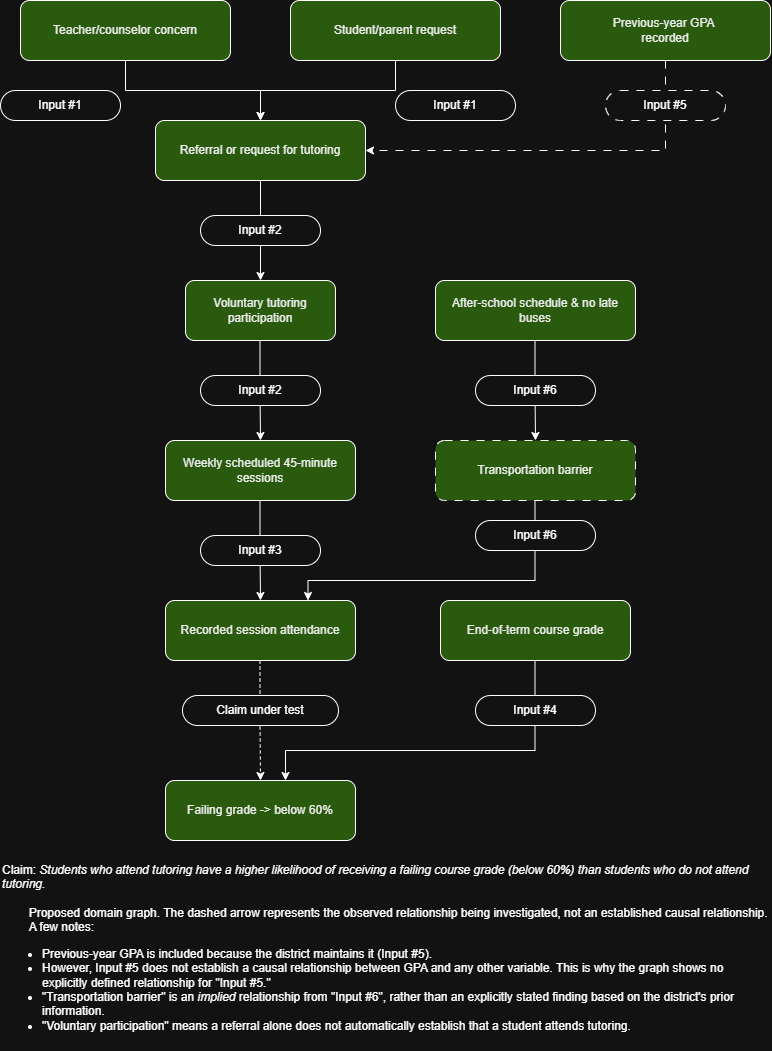 Teacher/counselor concern
Student/parent request
Previous-year GPA
recorded
Input #1
Input #1
Input #5
Referral or request for tutoring
Input #2
Voluntary tutoring
participation
After-school schedule & no late
buses
Input #2
Input #6
Weekly scheduled 45-minute
sessions
Transportation barrier
Input #3
Input #6
Recorded session attendance
End-of-term course grade
Claim under test
Input #4
Failing grade -> below 60%
Claim: Students who attend tutoring have a higher likelihood of receiving a failing course grade (below 60%) than students who do not attend
tutoring.
Proposed domain graph. The dashed arrow represents the observed relationship being investigated, not an established causal relationship.
A few notes:
• Previous-year GPA is included because the district maintains it (Input #5).
• However, Input #5 does not establish a causal relationship between GPA and any other variable. This is why the graph shows no
explicitly defined relationship for "Input #5."
• "Transportation barrier" is an implied relationship from "Input #6", rather than an explicitly stated finding based on the district's prior
information.
• "Voluntary participation" means a referral alone does not automatically establish that a student attends tutoring.